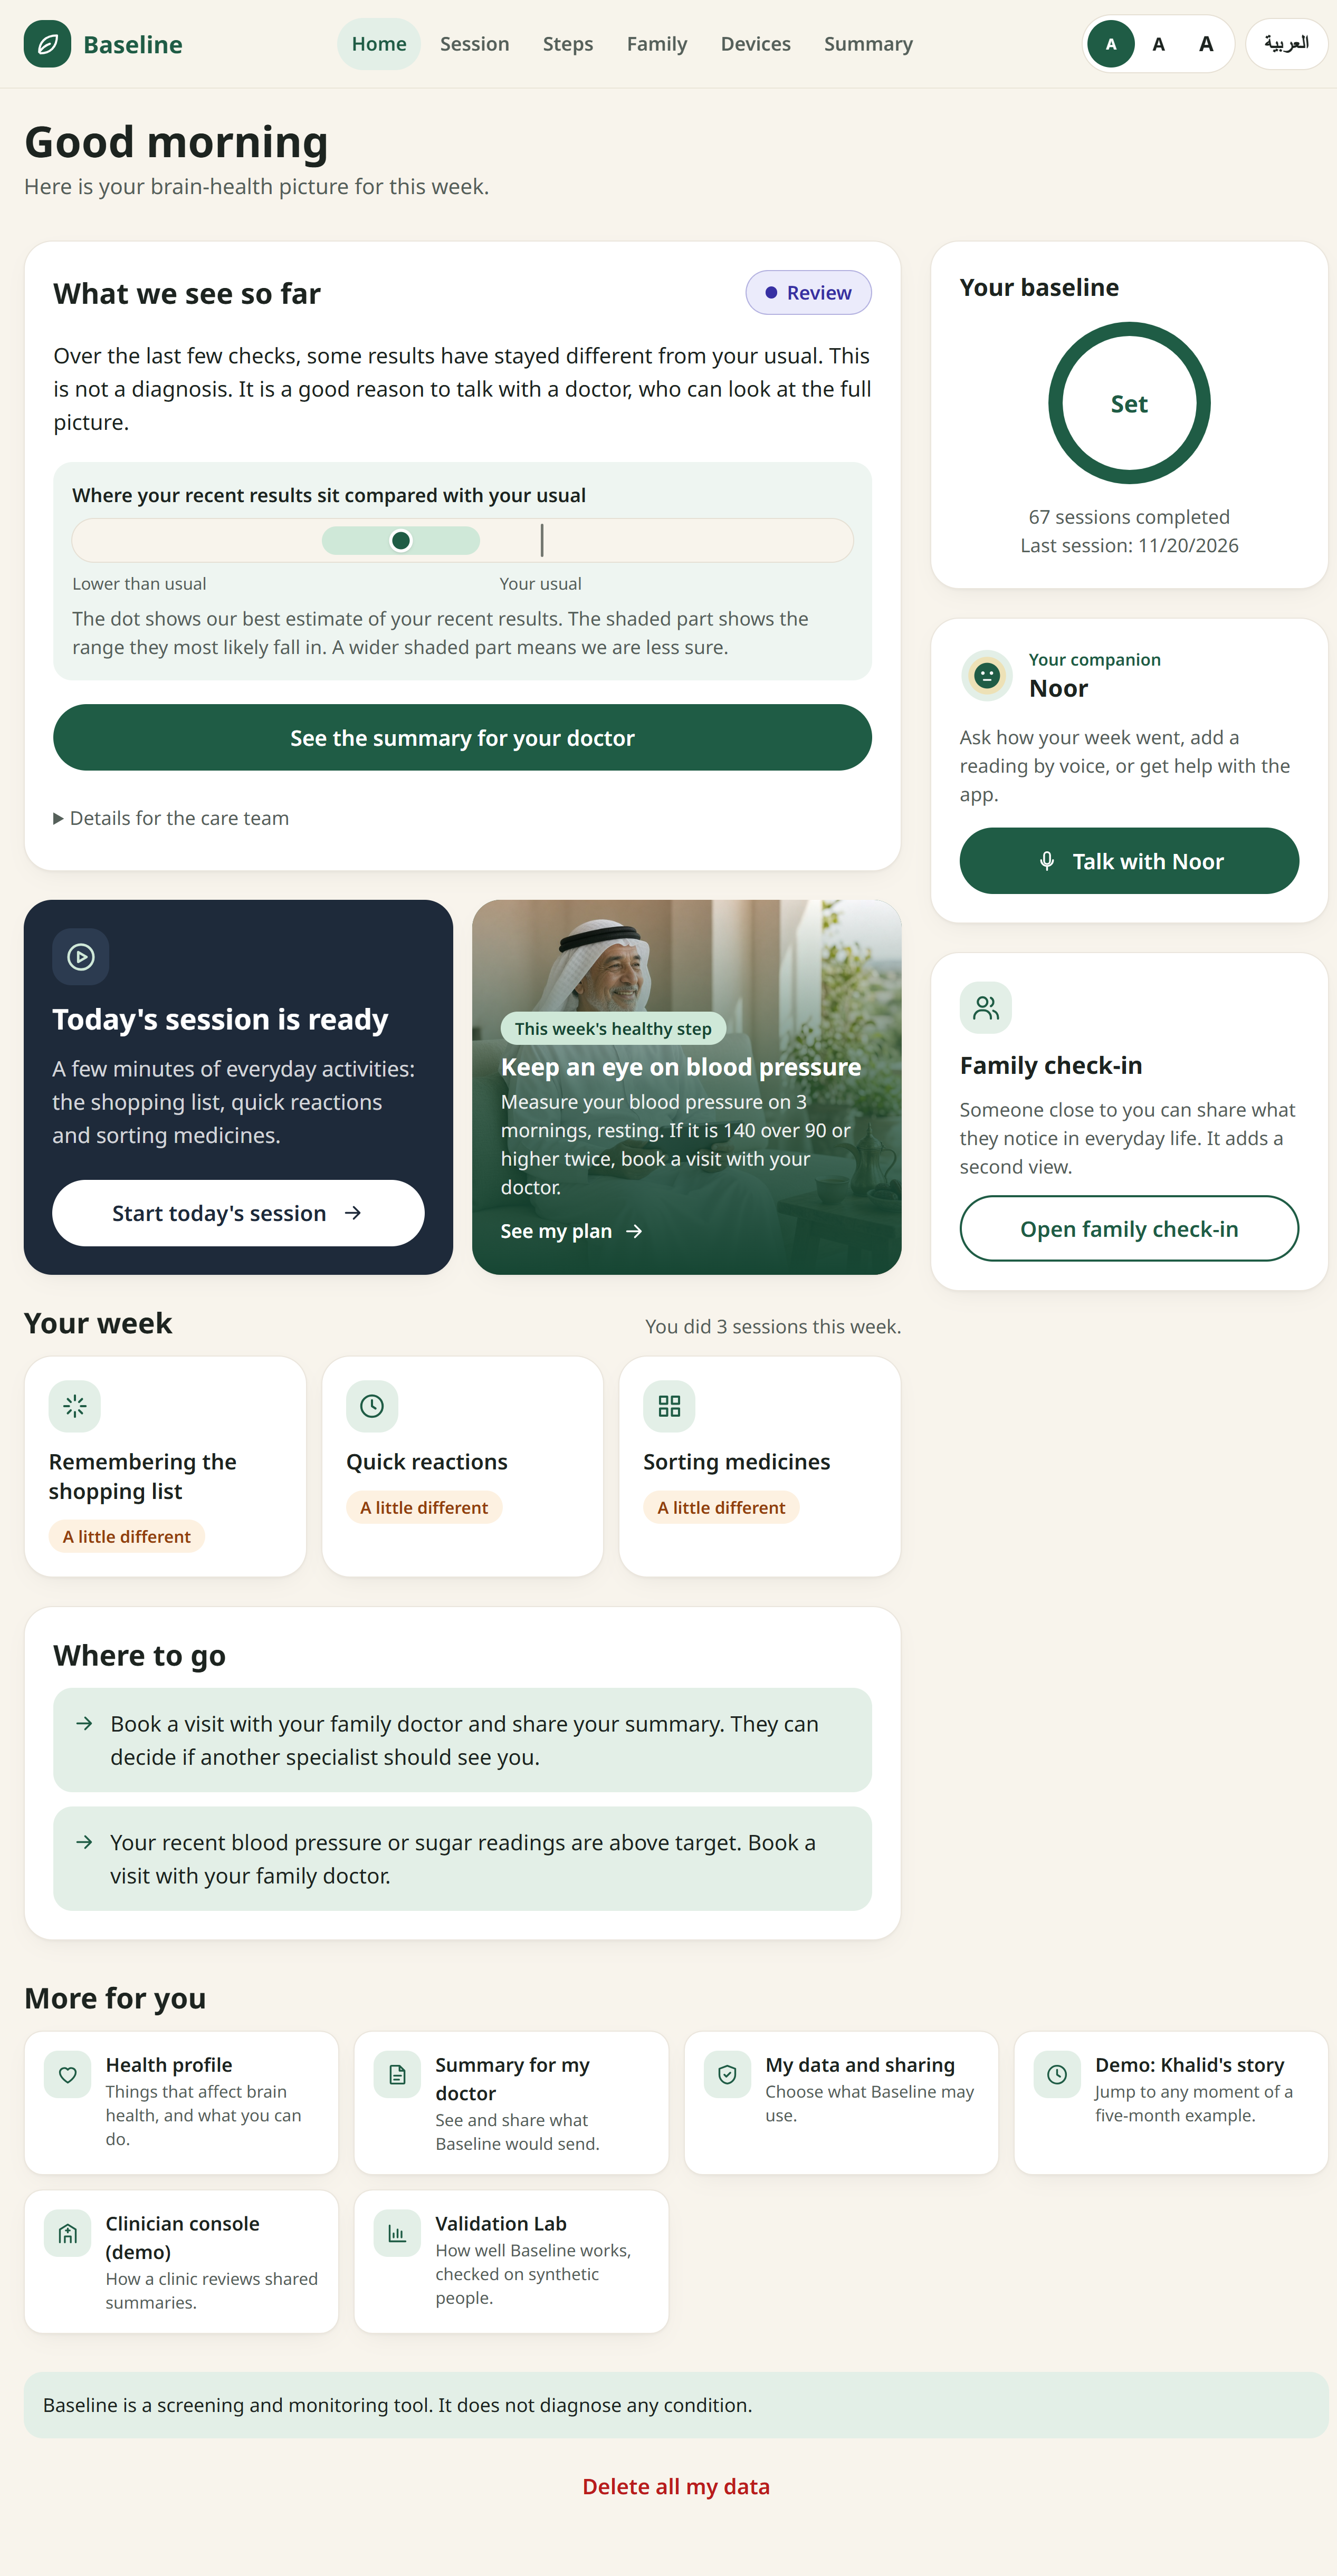 Baseline
Home
Session
Steps
Family
Devices
Summary
A
A
A
العربية
Good morning
Here is your brain-health picture for this week.
What we see so far
Review
Over the last few checks, some results have stayed different from your usual. This
is not a diagnosis. It is a good reason to talk with a doctor, who can look at the full
picture.
Where your recent results sit compared with your usual
Lower than usual
Your usual
The dot shows our best estimate of your recent results. The shaded part shows the
range they most likely fall in. A wider shaded part means we are less sure.
See the summary for your doctor
Details for the care team
Your baseline
Set
67 sessions completed
Last session: 11/20/2026
Your companion
Noor
Ask how your week went, add a
reading by voice, or get help with the
app.
Talk with Noor
Today's session is ready
A few minutes of everyday activities:
the shopping list, quick reactions
and sorting medicines.
Start today's session
This week's healthy step
Keep an eye on blood pressure
Measure your blood pressure on 3
mornings, resting. If it is 140 over 90 or
higher twice, book a visit with your
doctor.
See my plan
Family check-in
Someone close to you can share what
they notice in everyday life. It adds a
second view.
Open family check-in
Your week
You did 3 sessions this week.
Remembering the
shopping list
A little different
Quick reactions
A little different
Sorting medicines
A little different
Where to go
Book a visit with your family doctor and share your summary. They can
decide if another specialist should see you.
Your recent blood pressure or sugar readings are above target. Book a
visit with your family doctor.
More for you
Health profile
Things that affect brain
health, and what you can
do.
Summary for my
doctor
See and share what
Baseline would send.
My data and sharing
Choose what Baseline may
use.
Demo: Khalid's story
Jump to any moment of a
five-month example.
Clinician console
(demo)
How a clinic reviews shared
summaries.
Validation Lab
How well Baseline works,
checked on synthetic
people.
Baseline is a screening and monitoring tool. It does not diagnose any condition.
Delete all my data